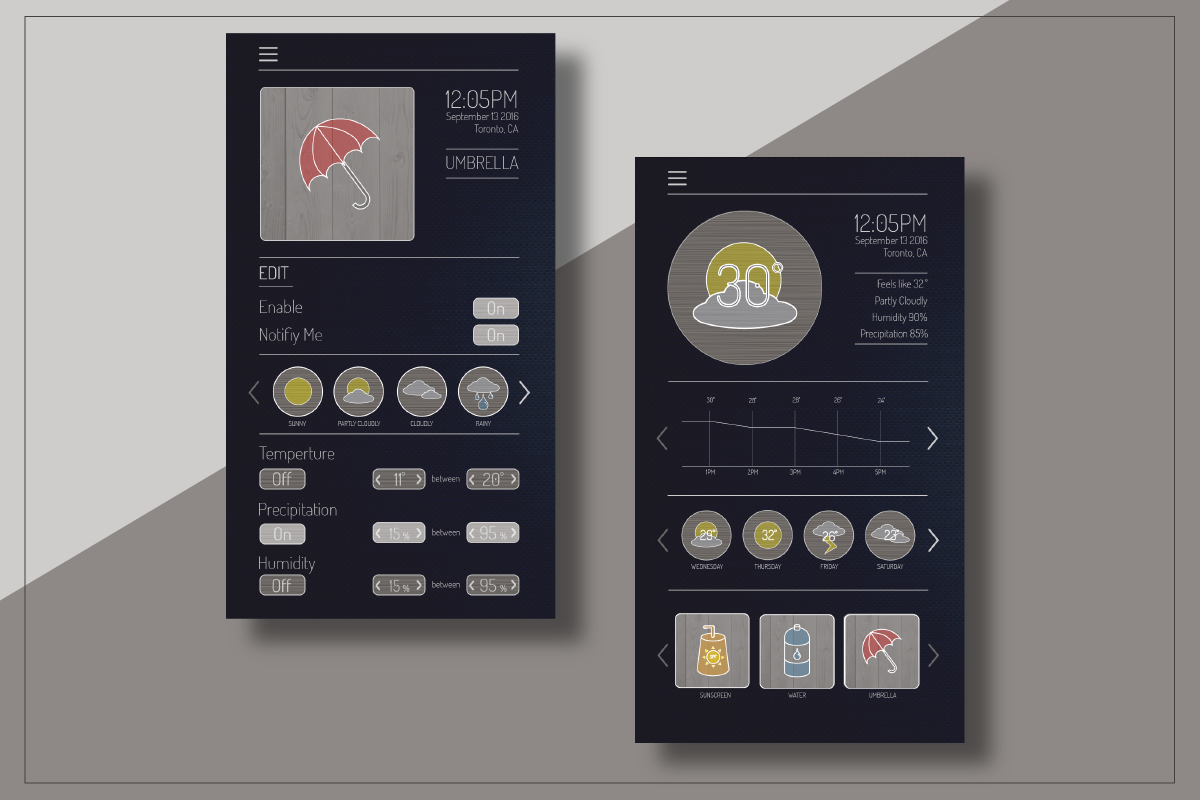 12:05PM
September 13 2016
Toronto, CA
UMBRELLA
EDIT
Enable On
Notifiy Me On
SUNNY PARTLY CLOUDLY CLOUDLY RAINY
Temperture
Off 11° between 20°
Precipitation
On 15 % between 95 %
Humidity
Off 15 % between 95 %
30°
12:05PM
September 13 2016
Toronto, CA
Feels like 32°
Partly Cloudly
Humidity 90%
Precipitation 85%
30° 28° 26° 24°
1PM 2PM 3PM 4PM 5PM
29° 32° 26° 23°
WEDNESDAY THURSDAY FRIDAY SATURDAY
SPF
SUNSCREEN WATER UMBRELLA